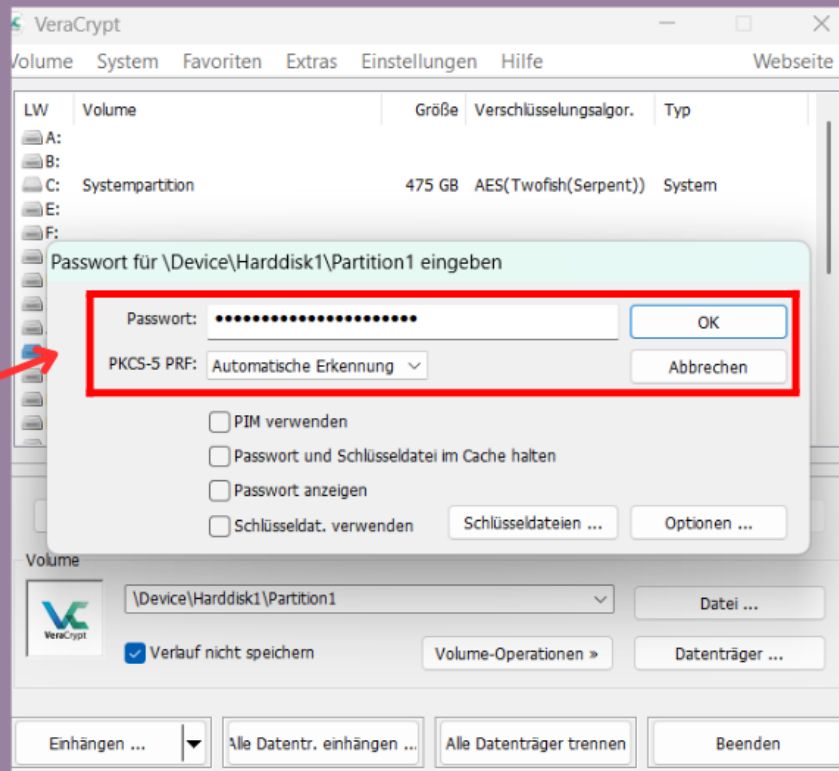 VeraCrypt
Volume System Favoriten Extras Einstellungen Hilfe Webseite
LW Volume Größe Verschlüsselungsalgor. Typ
A:
B:
C: Systempartition 475 GB AES(Twofish(Serpent)) System
E:
F:
Passwort für \Device\Harddisk1\Partition1 eingeben
Passwort: •••••••••••••••••••••• OK
PKCS-5 PRF: Automatische Erkennung Abbrechen
PIM verwenden
Passwort und Schlüsseldatei im Cache halten
Passwort anzeigen
Schlüsseldat. verwenden Schlüsseldateien ... Optionen ...
Volume
\Device\Harddisk1\Partition1 Datei ...
VeraCrypt
Verlauf nicht speichern Volume-Operationen » Datenträger ...
Einhängen ... Alle Datentr. einhängen ... Alle Datenträger trennen Beenden